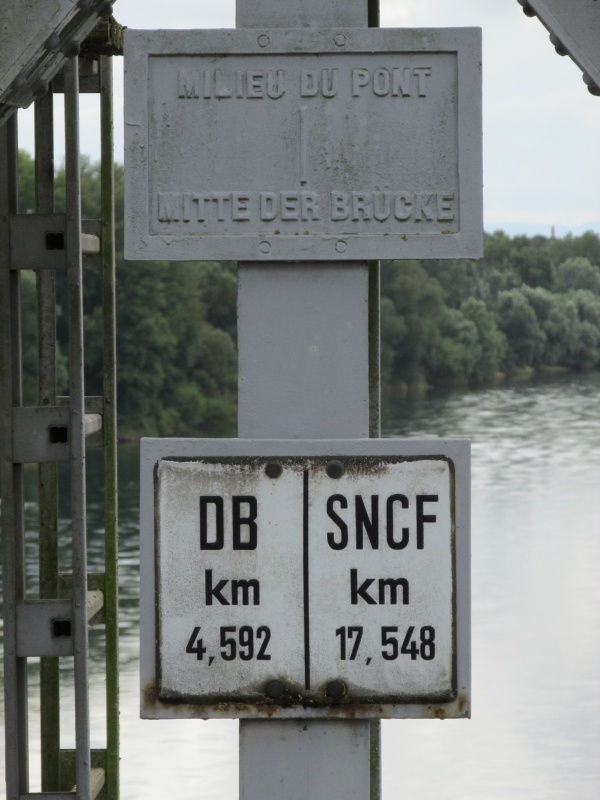 MILIEU DU PONT
MITTE DER BRÜCKE
DB
km
4,592
SNCF
km
17,548